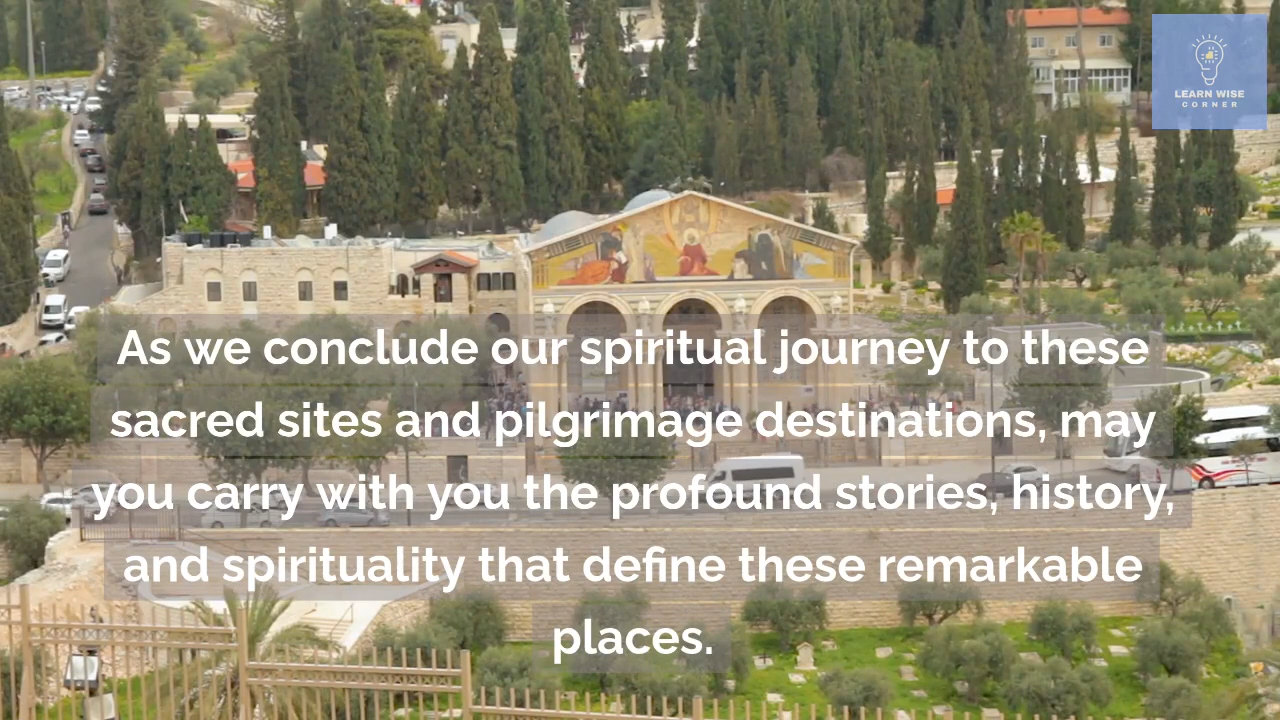 LEARN WISE
CORNER
As we conclude our spiritual journey to these
sacred sites and pilgrimage destinations, may
you carry with you the profound stories, history,
and spirituality that define these remarkable
places.